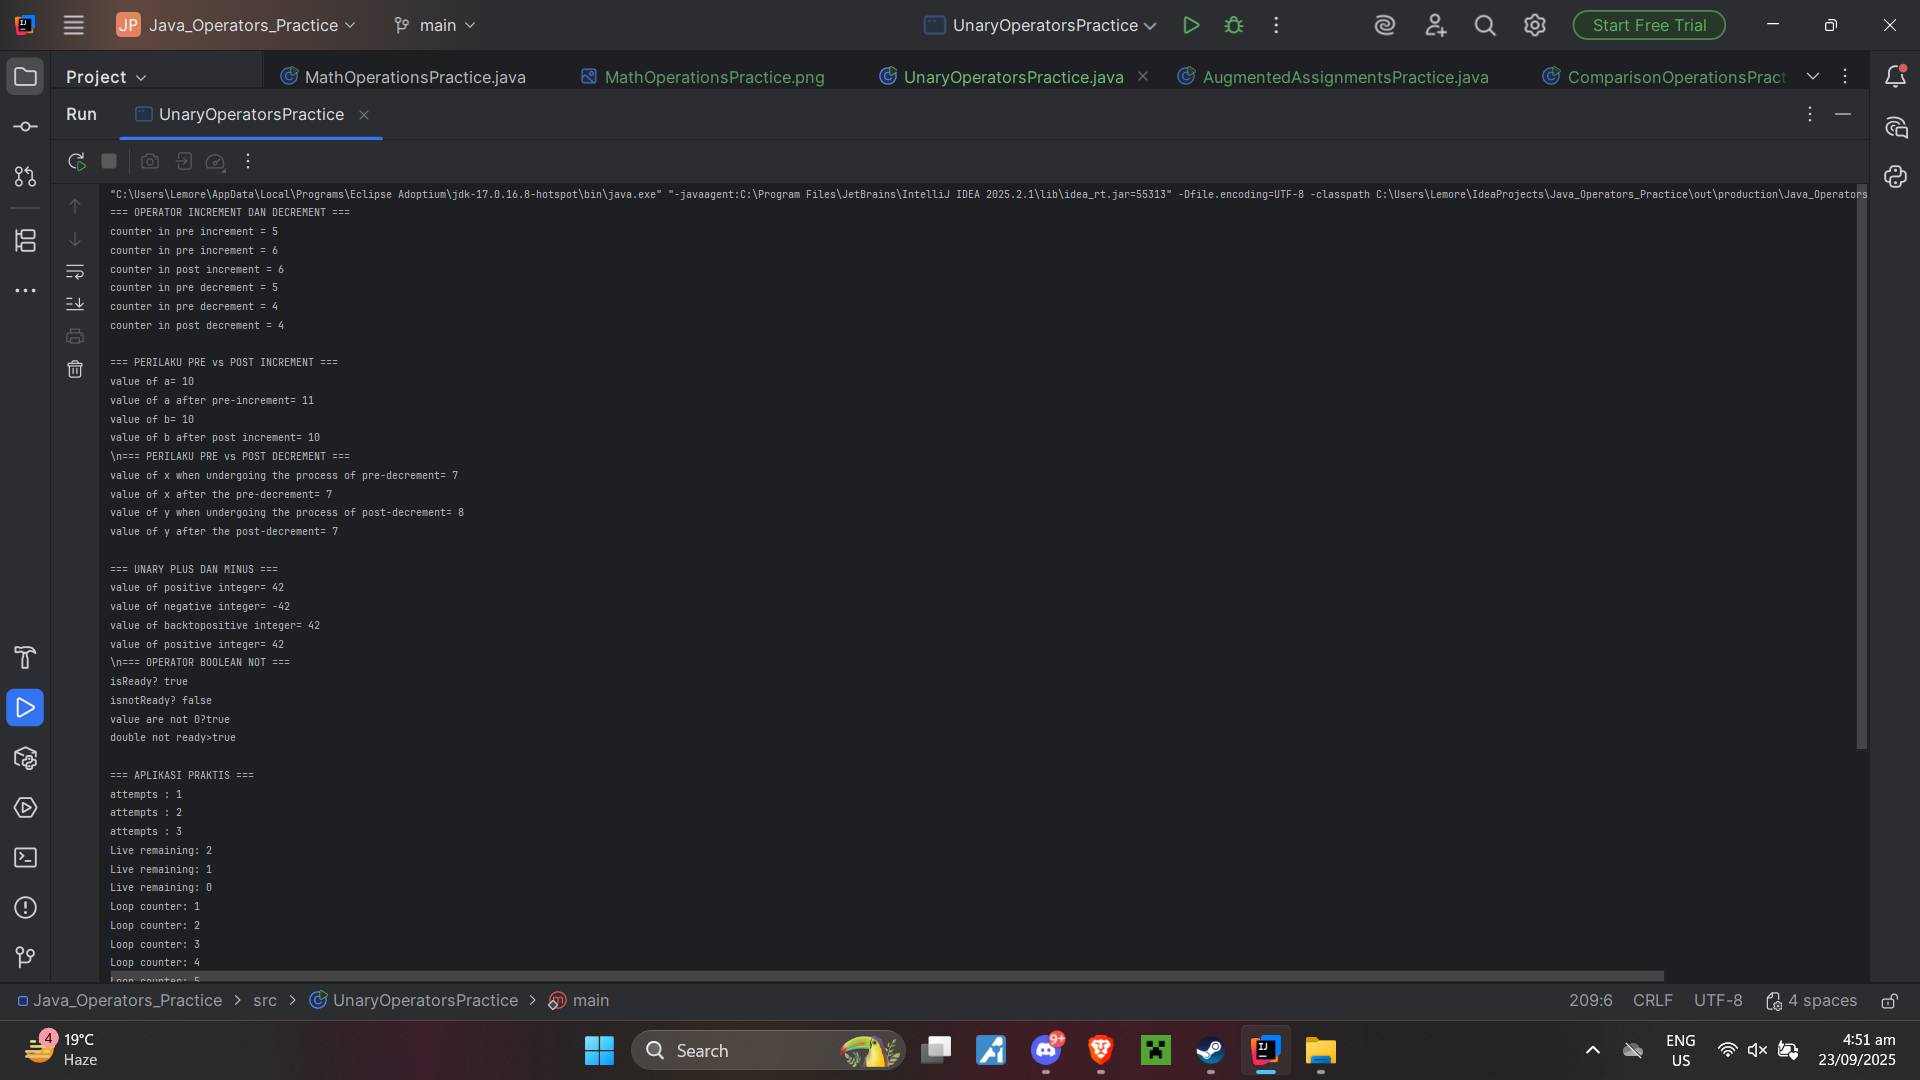 JP Java_Operators_Practice main UnaryOperatorsPractice Start Free Trial
Project MathOperationsPractice.java MathOperationsPractice.png UnaryOperatorsPractice.java AugmentedAssignmentsPractice.java ComparisonOperationsPract
Run UnaryOperatorsPractice
"C:\Users\Lemore\AppData\Local\Programs\Eclipse Adoptium\jdk-17.0.16.8-hotspot\bin\java.exe" "-javaagent:C:\Program Files\JetBrains\IntelliJ IDEA 2025.2.1\lib\idea_rt.jar=55313" -Dfile.encoding=UTF-8 -classpath C:\Users\Lemore\IdeaProjects\Java_Operators_Practice\out\production\Java_Operators
=== OPERATOR INCREMENT DAN DECREMENT ===
counter in pre increment = 5
counter in pre increment = 6
counter in post increment = 6
counter in pre decrement = 5
counter in pre decrement = 4
counter in post decrement = 4
=== PERILAKU PRE vs POST INCREMENT ===
value of a= 10
value of a after pre-increment= 11
value of b= 10
value of b after post increment= 10
\n=== PERILAKU PRE vs POST DECREMENT ===
value of x when undergoing the process of pre-decrement= 7
value of x after the pre-decrement= 7
value of y when undergoing the process of post-decrement= 8
value of y after the post-decrement= 7
=== UNARY PLUS DAN MINUS ===
value of positive integer= 42
value of negative integer= -42
value of backtopositive integer= 42
value of positive integer= 42
\n=== OPERATOR BOOLEAN NOT ===
isReady? true
isnotReady? false
value are not 0?true
double not ready>true
=== APLIKASI PRAKTIS ===
attempts : 1
attempts : 2
attempts : 3
Live remaining: 2
Live remaining: 1
Live remaining: 0
Loop counter: 1
Loop counter: 2
Loop counter: 3
Loop counter: 4
Loop counter: 5
Java_Operators_Practice > src > UnaryOperatorsPractice > main 209:6 CRLF UTF-8 4 spaces
4 19°C
Haze
Search
9+
ENG
US
4:51 am
23/09/2025